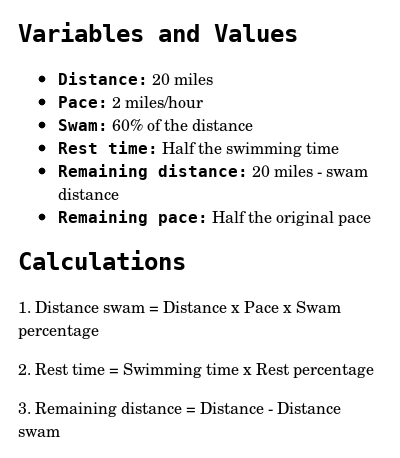 Variables and Values
• Distance: 20 miles
• Pace: 2 miles/hour
• Swam: 60% of the distance
• Rest time: Half the swimming time
• Remaining distance: 20 miles - swam
distance
• Remaining pace: Half the original pace
Calculations
1. Distance swam = Distance x Pace x Swam
percentage
2. Rest time = Swimming time x Rest percentage
3. Remaining distance = Distance - Distance
swam